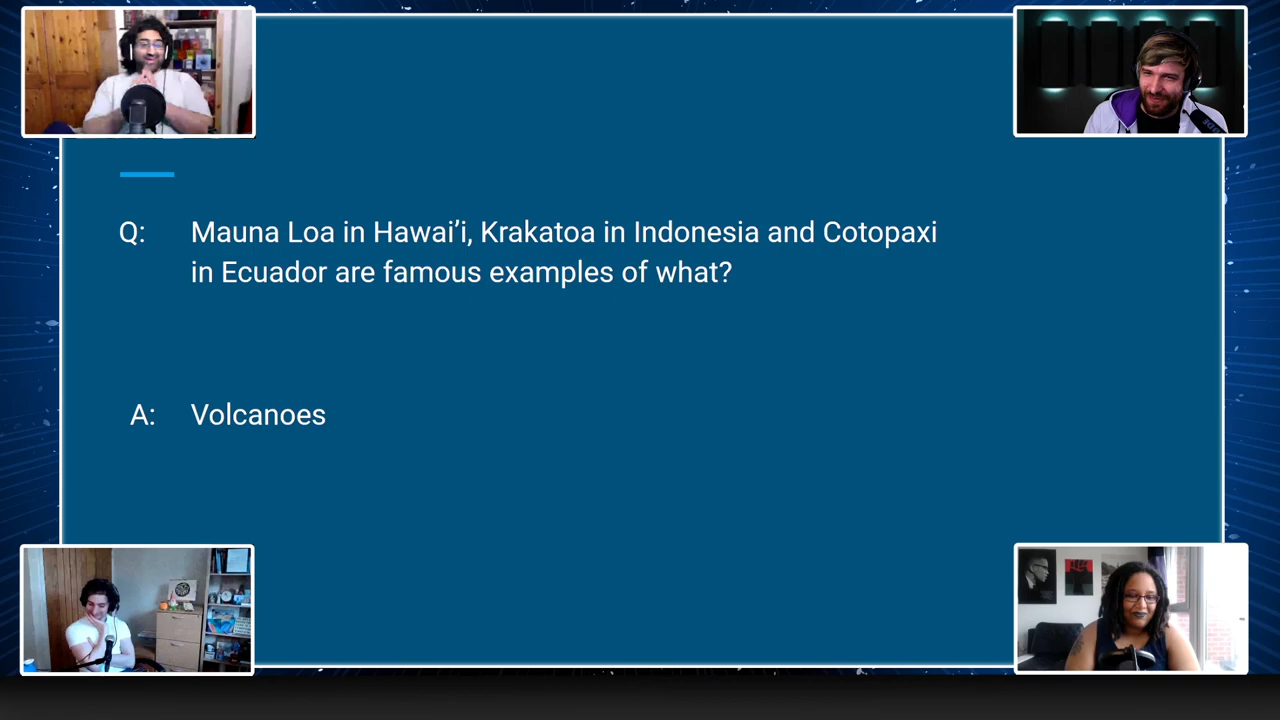 Q: Mauna Loa in Hawai’i, Krakatoa in Indonesia and Cotopaxi
in Ecuador are famous examples of what?
A: Volcanoes